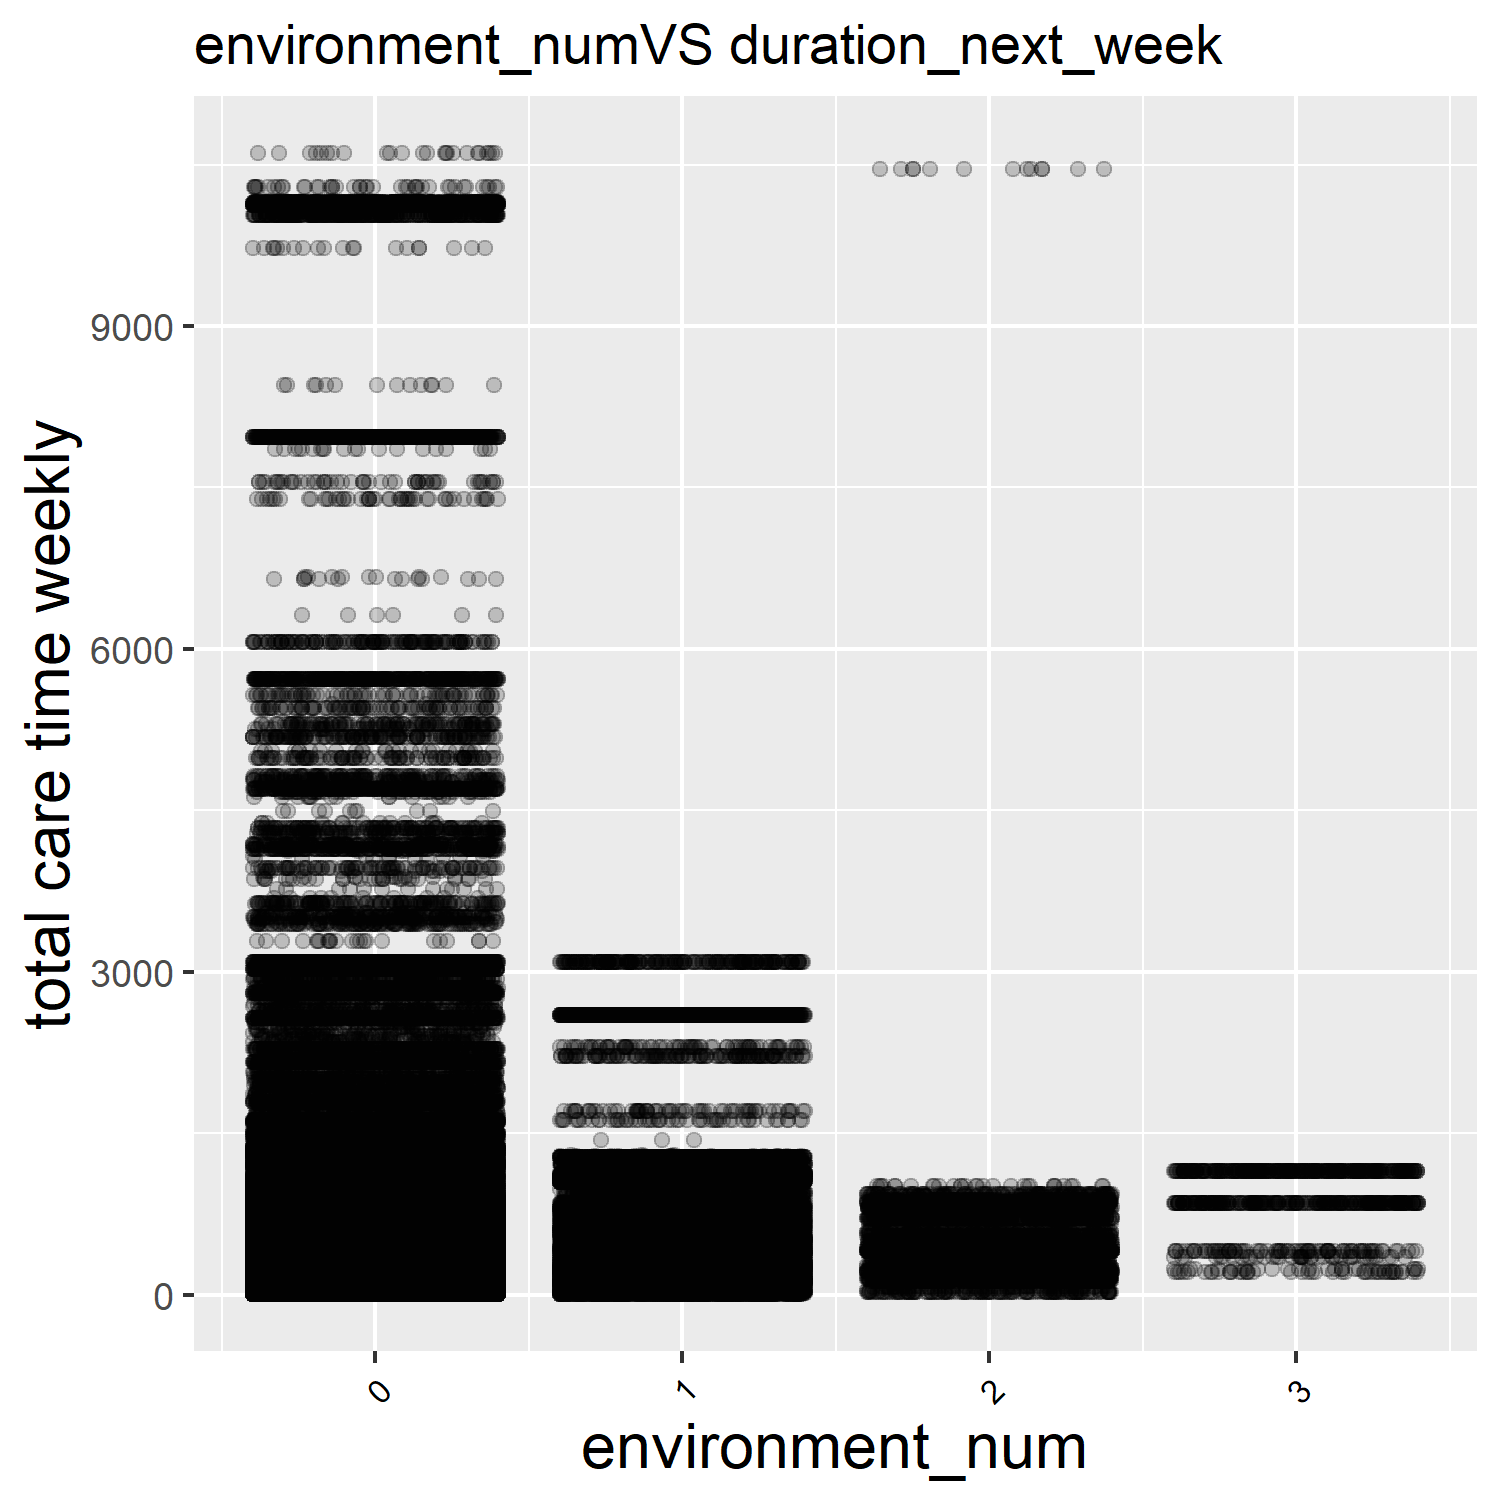 environment_numVS duration_next_week
total care time weekly
9000
6000
3000
0
0
1
2
3
environment_num